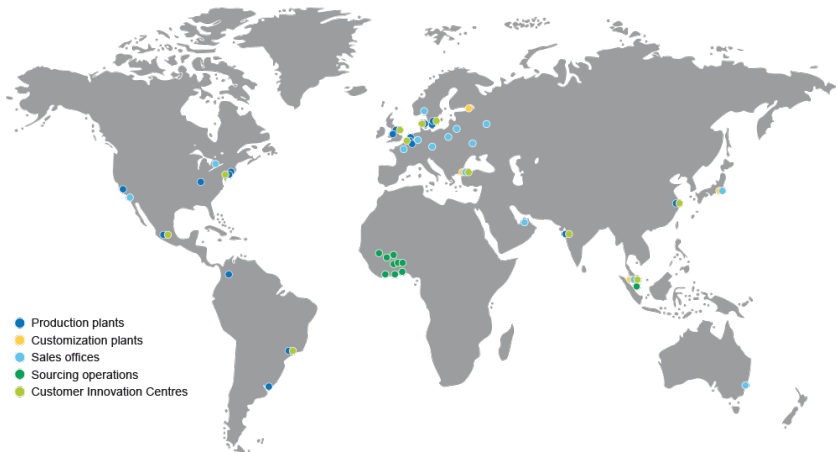 Production plants
Customization plants
Sales offices
Sourcing operations
Customer Innovation Centres